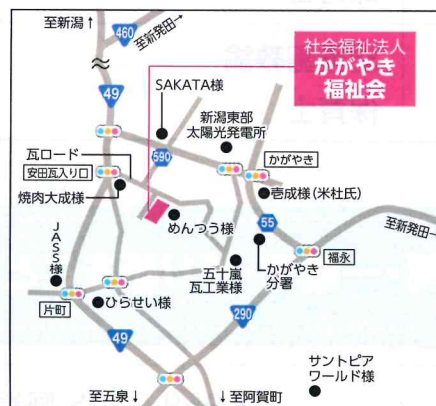 至新潟↑
460
至新発田→
社会福祉法人
かがやき
福祉会
49
SAKATA様
新潟東部
太陽光発電所
瓦ロード
590
かがやき
安田瓦入り口
焼肉大成様
壱成様(米杜氏)
めんつう様
55
至新発田→
JASS様
かがやき
分署
福永
五十嵐
瓦工業様
片町
ひらせい様
290
49
サントピア
ワールド様
至五泉↓
↓至阿賀町